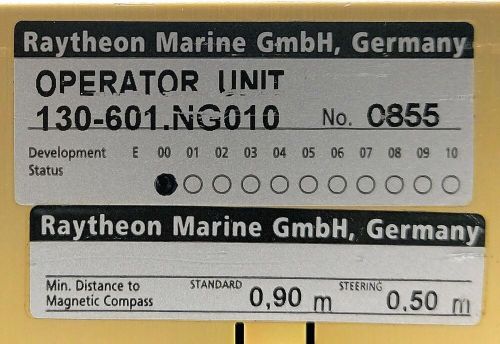 Raytheon Marine GmbH, Germany
OPERATOR UNIT
130-601.NG010 No. 0855
Development Status E 00 01 02 03 04 05 06 07 08 09 10
Raytheon Marine GmbH, Germany
Min. Distance to Magnetic Compass STANDARD 0,90 m STEERING 0.50 m